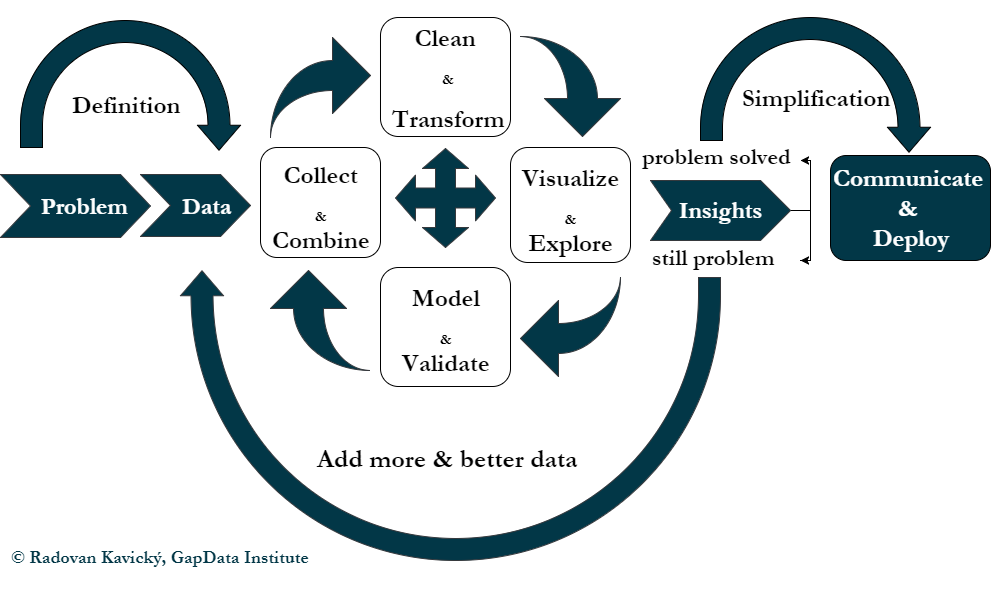 Definition
Problem
Data
Collect
&
Combine
Clean
&
Transform
Visualize
&
Explore
Model
&
Validate
Simplification
problem solved
Insights
still problem
Communicate
&
Deploy
Add more & better data
© Radovan Kavický, GapData Institute